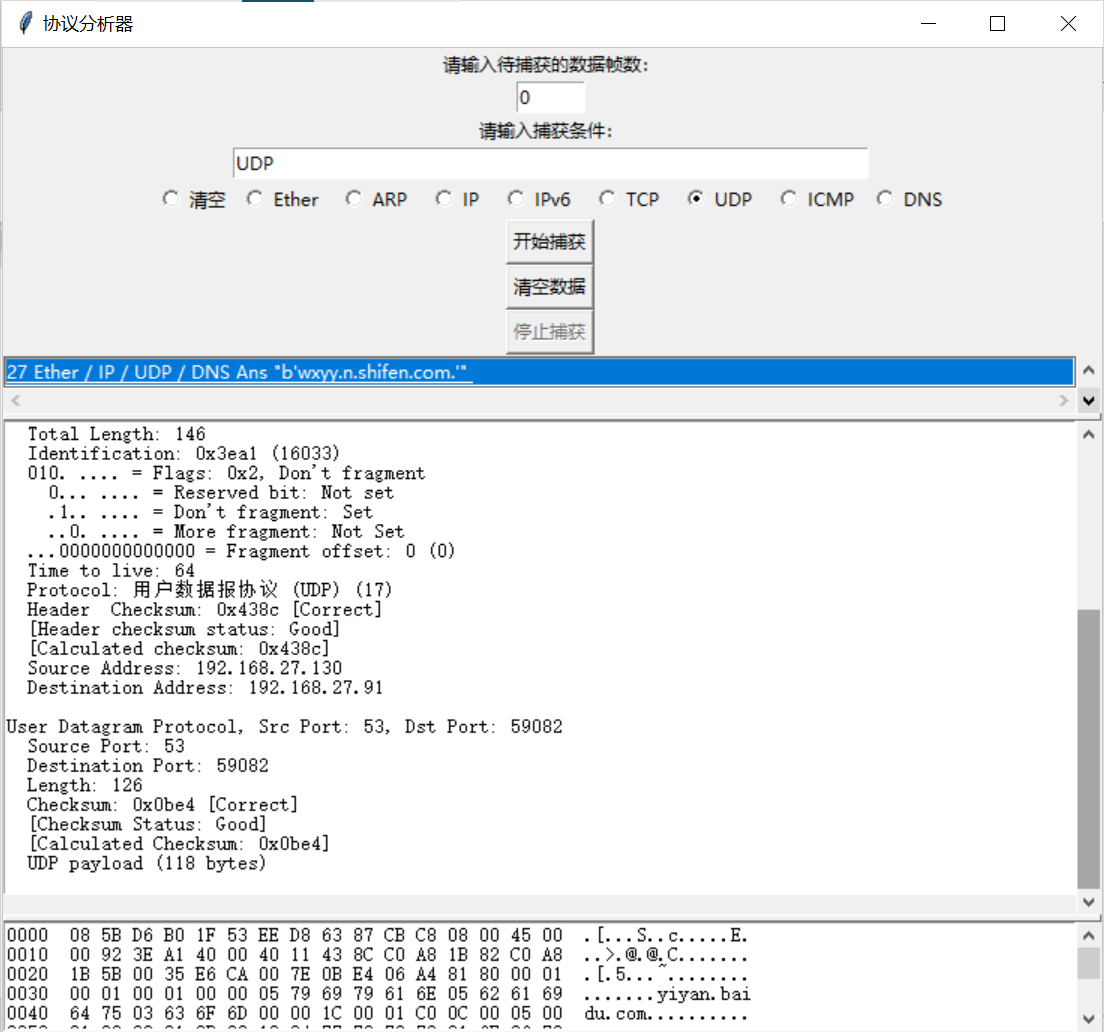 协议分析器
请输入待捕获的数据帧数:
0
请输入捕获条件:
UDP
清空 Ether ARP IP IPv6 TCP UDP ICMP DNS
开始捕获
清空数据
停止捕获
27 Ether / IP / UDP / DNS Ans "b'wxyy.n.shifen.com.'"
Total Length: 146
Identification: 0x3ea1 (16033)
010. .... = Flags: 0x2, Don't fragment
0... .... = Reserved bit: Not set
.1.. .... = Don't fragment: Set
..0. .... = More fragment: Not Set
...0000000000000 = Fragment offset: 0 (0)
Time to live: 64
Protocol: 用户数据报协议 (UDP) (17)
Header  Checksum: 0x438c [Correct]
[Header checksum status: Good]
[Calculated checksum: 0x438c]
Source Address: 192.168.27.130
Destination Address: 192.168.27.91
User Datagram Protocol, Src Port: 53, Dst Port: 59082
Source Port: 53
Destination Port: 59082
Length: 126
Checksum: 0x0be4 [Correct]
[Checksum Status: Good]
[Calculated Checksum: 0x0be4]
UDP payload (118 bytes)
0000  08 5B D6 B0 1F 53 EE D8 63 87 CB C8 08 00 45 00  .[...S..c.....E.
0010  00 92 3E A1 40 00 40 11 43 8C C0 A8 1B 82 C0 A8  ..>.@.@.C.......
0020  1B 5B 00 35 E6 CA 00 7E 0B E4 06 A4 81 80 00 01  .[.5...~........
0030  00 01 00 01 00 00 05 79 69 79 61 6E 05 62 61 69  .......yiyan.bai
0040  64 75 03 63 6F 6D 00 00 1C 00 01 C0 0C 00 05 00  du.com..........